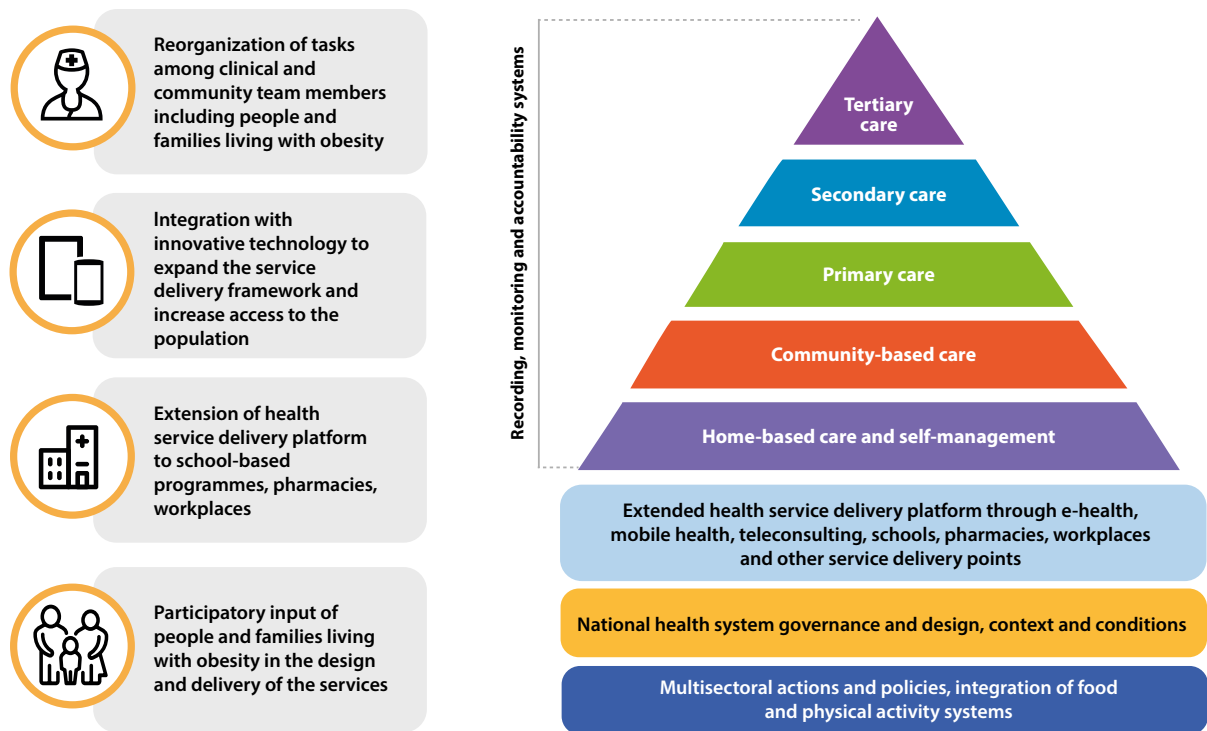 Reorganization of tasks
among clinical and
community team members
including people and
families living with obesity
Integration with
innovative technology to
expand the service
delivery framework and
increase access to the
population
Extension of health
service delivery platform
to school-based
programmes, pharmacies,
workplaces
Participatory input of
people and families living
with obesity in the design
and delivery of the services
Recording, monitoring and accountability systems
Tertiary
care
Secondary care
Primary care
Community-based care
Home-based care and self-management
Extended health service delivery platform through e-health,
mobile health, teleconsulting, schools, pharmacies, workplaces
and other service delivery points
National health system governance and design, context and conditions
Multisectoral actions and policies, integration of food
and physical activity systems